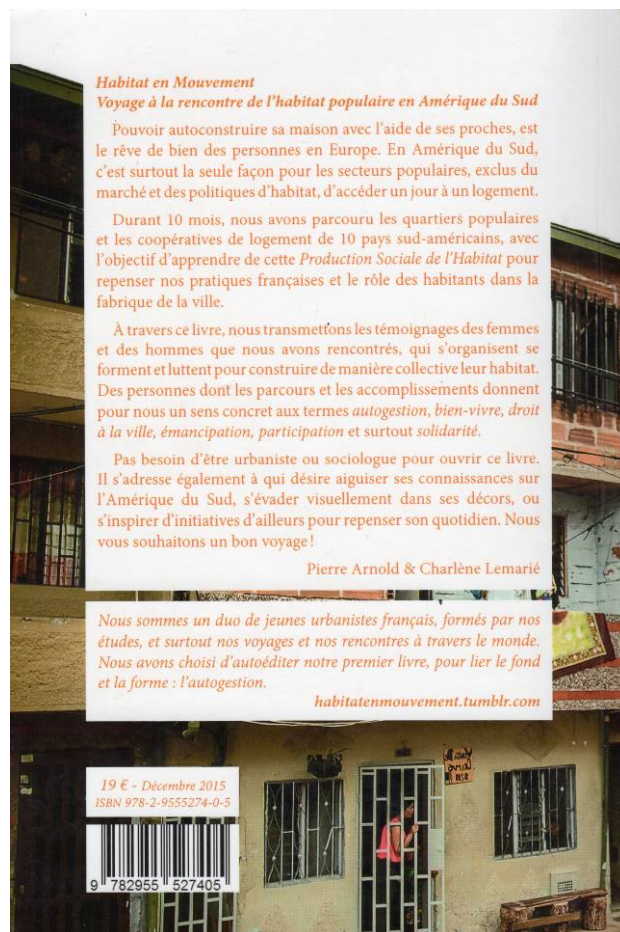 Habitat en Mouvement
Voyage à la rencontre de l'habitat populaire en Amérique du Sud
Pouvoir autoconstruire sa maison avec l'aide de ses proches, est
le rêve de bien des personnes en Europe. En Amérique du Sud,
c'est surtout la seule façon pour les secteurs populaires, exclus du
marché et des politiques d'habitat, d'accéder un jour à un logement.
Durant 10 mois, nous avons parcouru les quartiers populaires
et les coopératives de logement de 10 pays sud-américains, avec
l'objectif d'apprendre de cette Production Sociale de l'Habitat pour
repenser nos pratiques françaises et le rôle des habitants dans la
fabrique de la ville.
À travers ce livre, nous transmettons les témoignages des femmes
et des hommes que nous avons rencontrés, qui s'organisent se
forment et luttent pour construire de manière collective leur habitat.
Des personnes dont les parcours et les accomplissements donnent
pour nous un sens concret aux termes autogestion, bien-vivre, droit
à la ville, émancipation, participation et surtout solidarité.
Pas besoin d'être urbaniste ou sociologue pour ouvrir ce livre.
Il s'adresse également à qui désire aiguiser ses connaissances sur
l'Amérique du Sud, s'évader visuellement dans ses décors, ou
s'inspirer d'initiatives d'ailleurs pour repenser son quotidien. Nous
vous souhaitons un bon voyage !
Pierre Arnold & Charlène Lemarié
Nous sommes un duo de jeunes urbanistes français, formés par nos
études, et surtout nos voyages et nos rencontres à travers le monde.
Nous avons choisi d'autoéditer notre premier livre, pour lier le fond
et la forme : l'autogestion.
habitatenmouvement.tumblr.com
19 € - Décembre 2015
ISBN 978-2-9555274-0-5
9 782955 527405